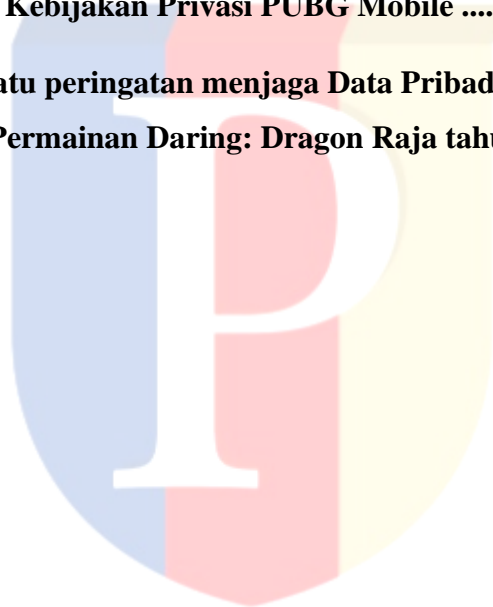 Kebijakan Privasi PUBG Mobile ....
atu peringatan menjaga Data Pribad
Permainan Daring: Dragon Raja tahu
P